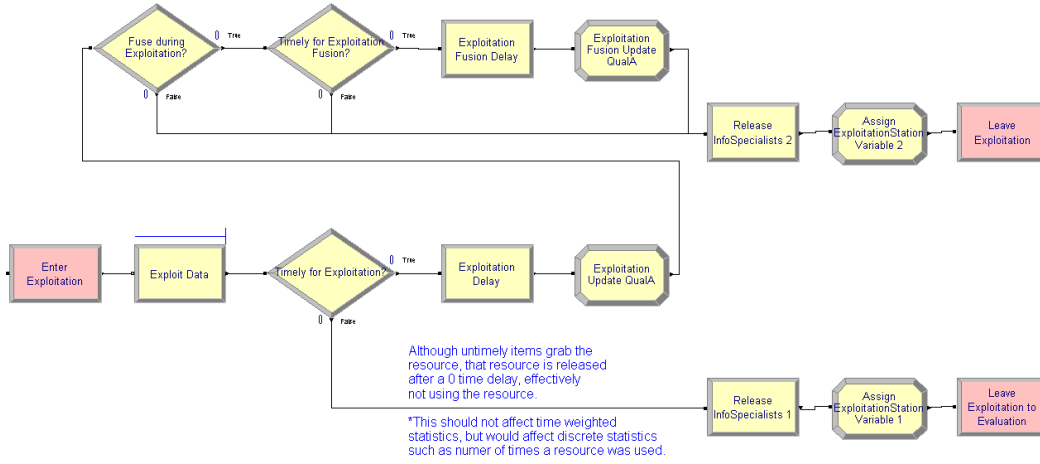 Fuse during
Exploitation?
0
True
0
False
Timely for Exploitation
Fusion?
0
True
0
False
Exploitation
Fusion Delay
Exploitation
Fusion Update
QualA
Release
InfoSpecialists 2
Assign
ExploitationStation
Variable 2
Leave
Exploitation
Enter
Exploitation
Exploit Data
Timely for Exploitation?
0
True
0
False
Exploitation
Delay
Exploitation
Update QualA
Although untimely items grab the
resource, that resource is released
after a 0 time delay, effectively
not using the resource.
*This should not affect time weighted
statistics, but would affect discrete statistics
such as numer of times a resource was used.
Release
InfoSpecialists 1
Assign
ExploitationStation
Variable 1
Leave
Exploitation to
Evaluation